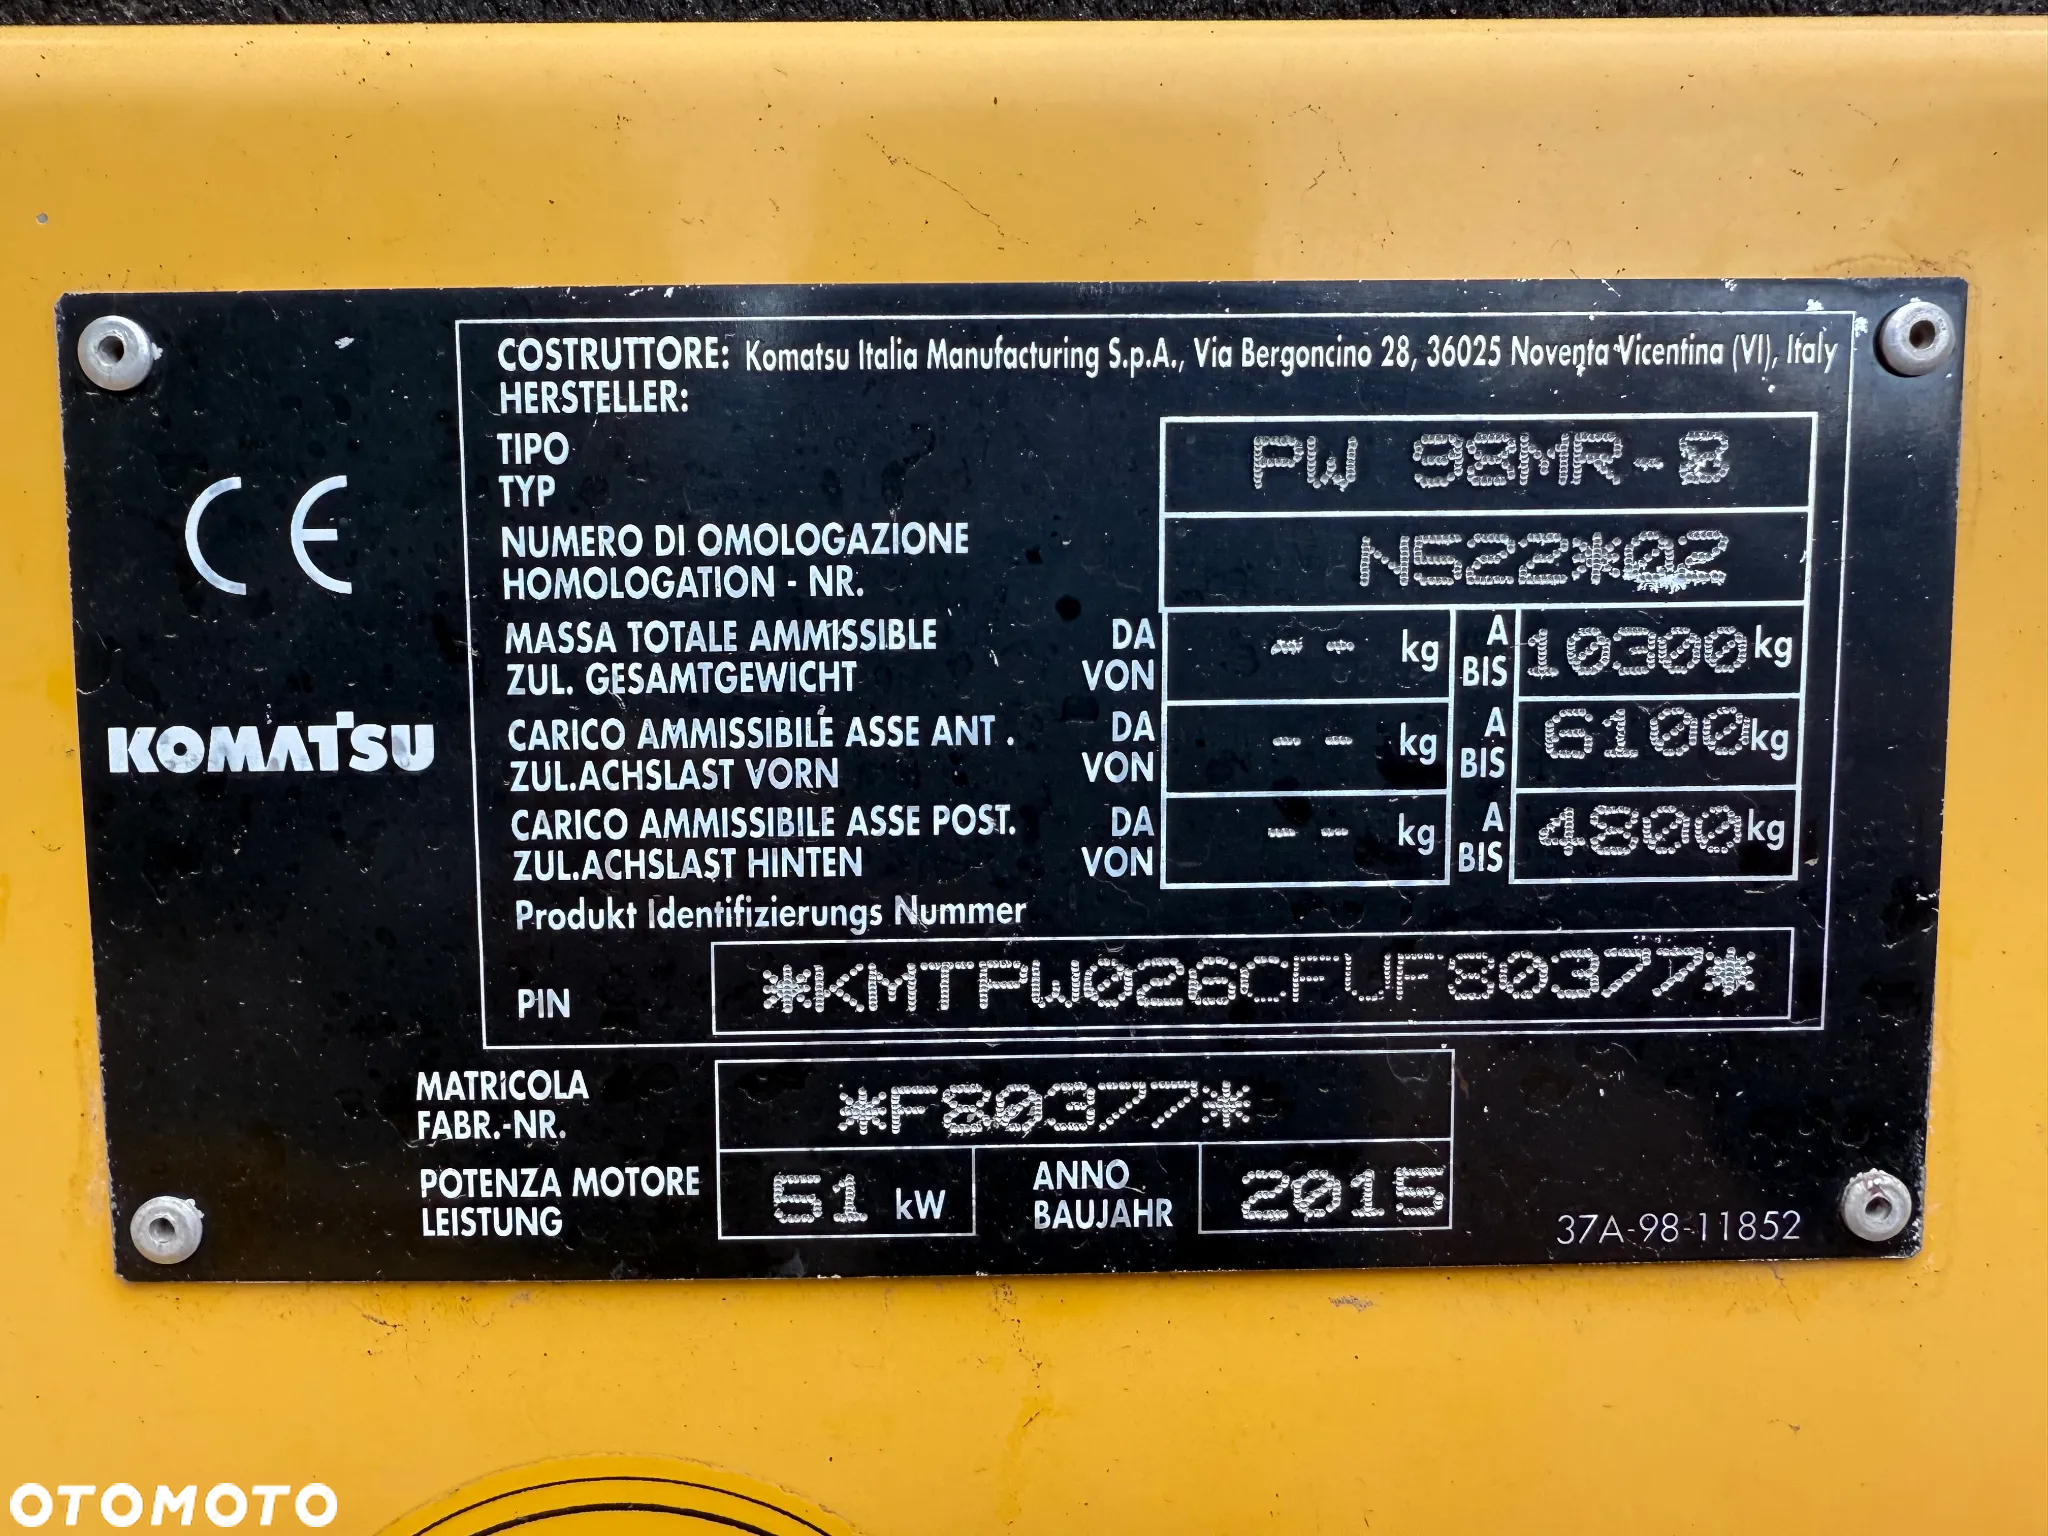 COSTRUTTORE: Komatsu Italia Manufacturing S.p.A., Via Bergoncino 28, 36025 Noventa Vicentina (VI), Italy
HERSTELLER:
TIPO
TYP
PW 98MR-8
NUMERO DI OMOLOGAZIONE
HOMOLOGATION - NR.
N522*02
CE
MASSA TOTALE AMMISSIBLE DA -- kg A 10300 kg
ZUL. GESAMTGEWICHT VON BIS
KOMATSU
CARICO AMMISSIBILE ASSE ANT . DA -- kg A 6100 kg
ZUL.ACHSLAST VORN VON BIS
CARICO AMMISSIBILE ASSE POST. DA -- kg A 4800 kg
ZUL.ACHSLAST HINTEN VON BIS
Produkt Identifizierungs Nummer
PIN *KMTPW026CFUF80377*
MATRICOLA
FABR.-NR.
*F80377*
POTENZA MOTORE
LEISTUNG
51 kW
ANNO
BAUJAHR
2015
37A-98-11852
OTOMOTO